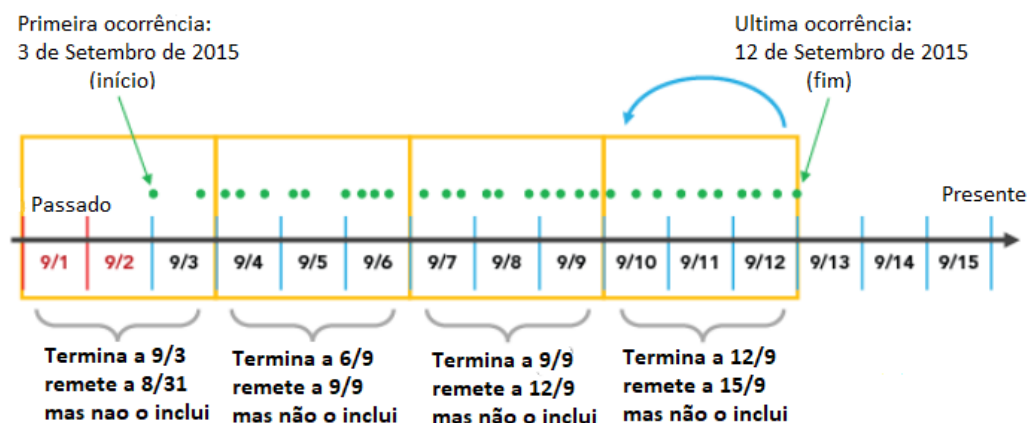 Primeira ocorrência:
3 de Setembro de 2015
(início)
Ultima ocorrência:
12 de Setembro de 2015
(fim)
Passado
Presente
9/1 9/2 9/3 9/4 9/5 9/6 9/7 9/8 9/9 9/10 9/11 9/12 9/13 9/14 9/15
Termina a 9/3
remete a 8/31
mas nao o inclui
Termina a 6/9
remete a 9/9
mas não o inclui
Termina a 9/9
remete a 12/9
mas não o inclui
Termina a 12/9
remete a 15/9
mas não o inclui